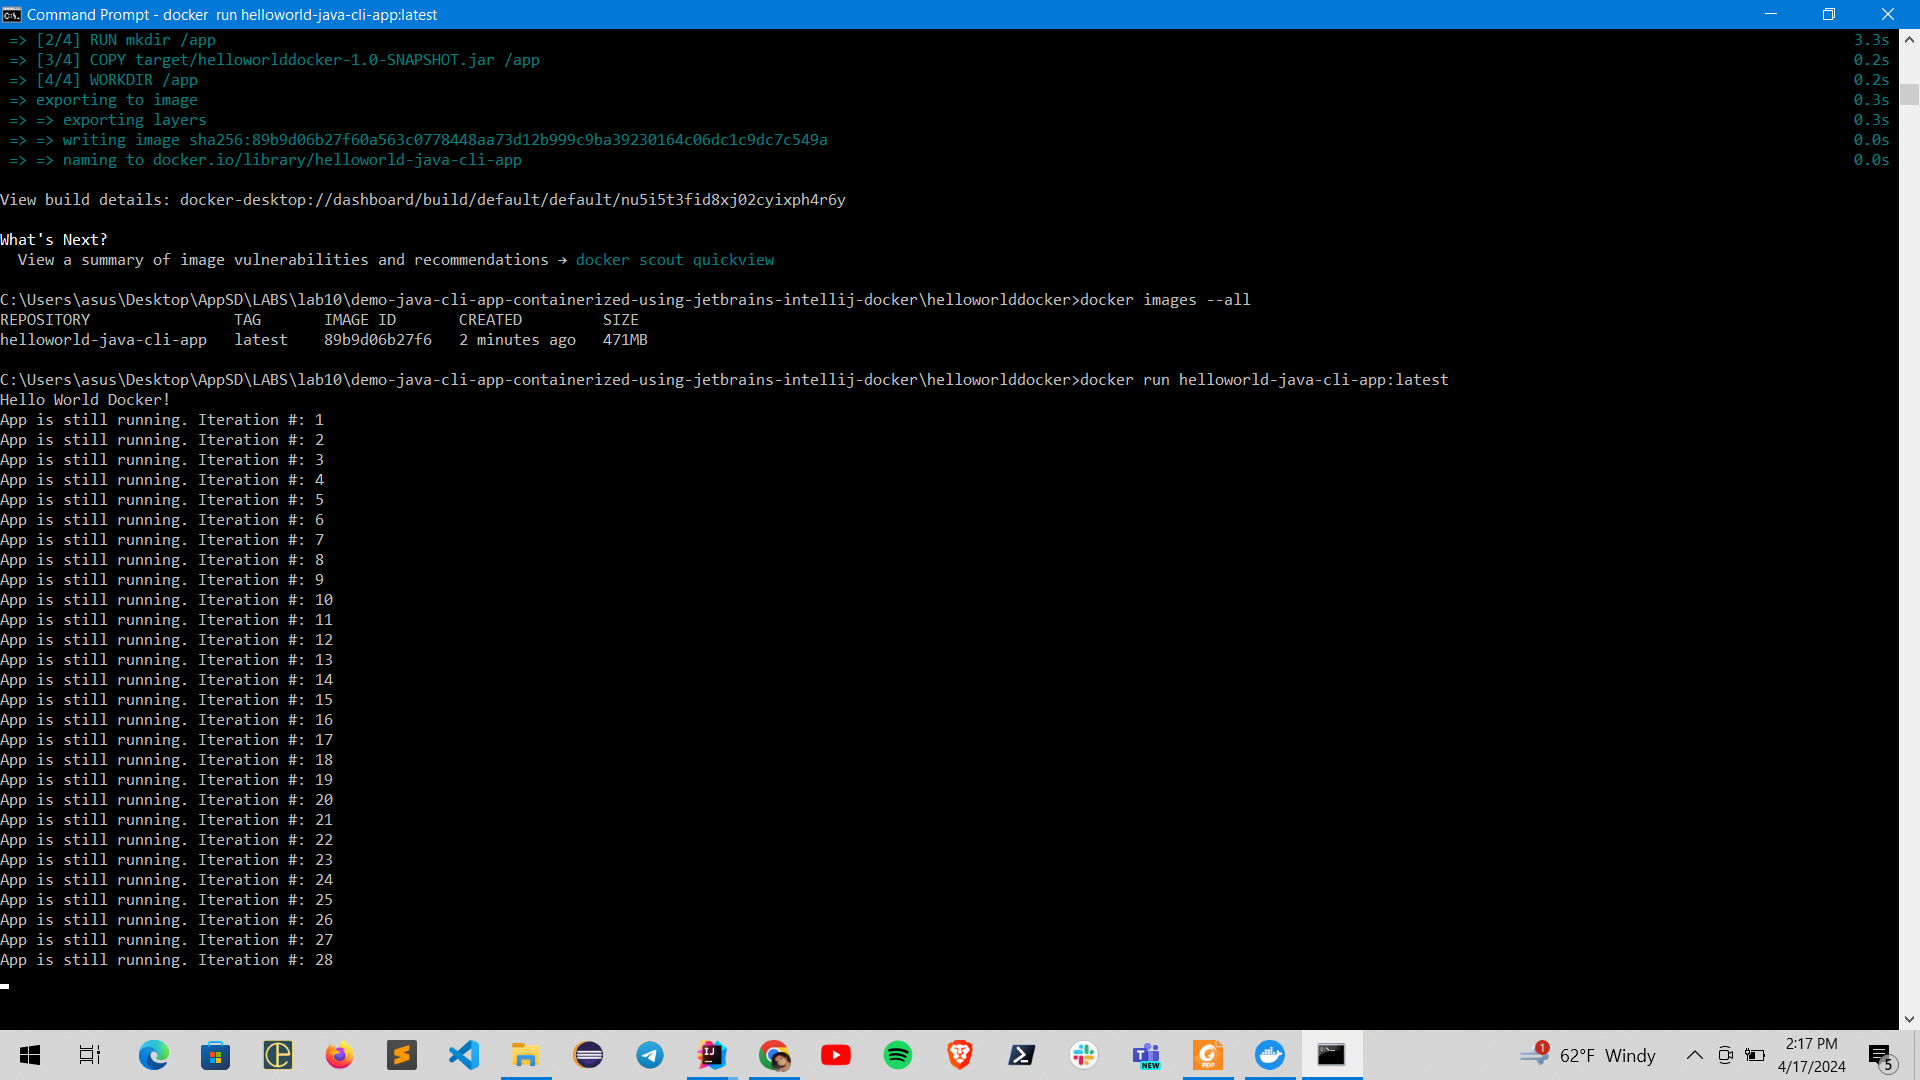 Command Prompt - docker  run helloworld-java-cli-app:latest
=> [2/4] RUN mkdir /app 3.3s
=> [3/4] COPY target/helloworlddocker-1.0-SNAPSHOT.jar /app 0.2s
=> [4/4] WORKDIR /app 0.2s
=> exporting to image 0.3s
=> => exporting layers 0.3s
=> => writing image sha256:89b9d06b27f60a563c0778448aa73d12b999c9ba39230164c06dc1c9dc7c549a 0.0s
=> => naming to docker.io/library/helloworld-java-cli-app 0.0s
View build details: docker-desktop://dashboard/build/default/default/nu5i5t3fid8xj02cyixph4r6y
What's Next?
View a summary of image vulnerabilities and recommendations → docker scout quickview
C:\Users\asus\Desktop\AppSD\LABS\lab10\demo-java-cli-app-containerized-using-jetbrains-intellij-docker\helloworlddocker>docker images --all
REPOSITORY TAG IMAGE ID CREATED SIZE
helloworld-java-cli-app latest 89b9d06b27f6 2 minutes ago 471MB
C:\Users\asus\Desktop\AppSD\LABS\lab10\demo-java-cli-app-containerized-using-jetbrains-intellij-docker\helloworlddocker>docker run helloworld-java-cli-app:latest
Hello World Docker!
App is still running. Iteration #: 1
App is still running. Iteration #: 2
App is still running. Iteration #: 3
App is still running. Iteration #: 4
App is still running. Iteration #: 5
App is still running. Iteration #: 6
App is still running. Iteration #: 7
App is still running. Iteration #: 8
App is still running. Iteration #: 9
App is still running. Iteration #: 10
App is still running. Iteration #: 11
App is still running. Iteration #: 12
App is still running. Iteration #: 13
App is still running. Iteration #: 14
App is still running. Iteration #: 15
App is still running. Iteration #: 16
App is still running. Iteration #: 17
App is still running. Iteration #: 18
App is still running. Iteration #: 19
App is still running. Iteration #: 20
App is still running. Iteration #: 21
App is still running. Iteration #: 22
App is still running. Iteration #: 23
App is still running. Iteration #: 24
App is still running. Iteration #: 25
App is still running. Iteration #: 26
App is still running. Iteration #: 27
App is still running. Iteration #: 28
1 62°F Windy
2:17 PM
4/17/2024
5